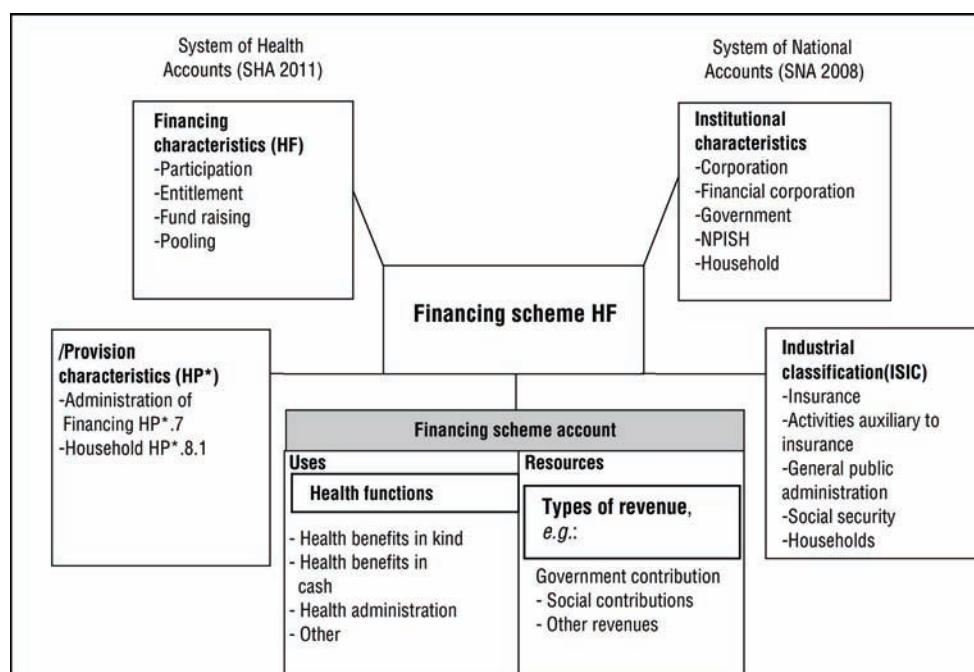 System of Health
Accounts (SHA 2011)
System of National
Accounts (SNA 2008)
Financing
characteristics (HF)
-Participation
-Entitlement
-Fund raising
-Pooling
Institutional
characteristics
-Corporation
-Financial corporation
-Government
-NPISH
-Household
Financing scheme HF
/Provision
characteristics (HP*)
-Administration of
Financing HP*.7
-Household HP*.8.1
Industrial
classification(ISIC)
-Insurance
-Activities auxiliary to
insurance
-General public
administration
-Social security
-Households
Financing scheme account
Uses
Health functions
- Health benefits in kind
- Health benefits in
cash
- Health administration
- Other
Resources
Types of revenue,
e.g.:
Government contribution
- Social contributions
- Other revenues